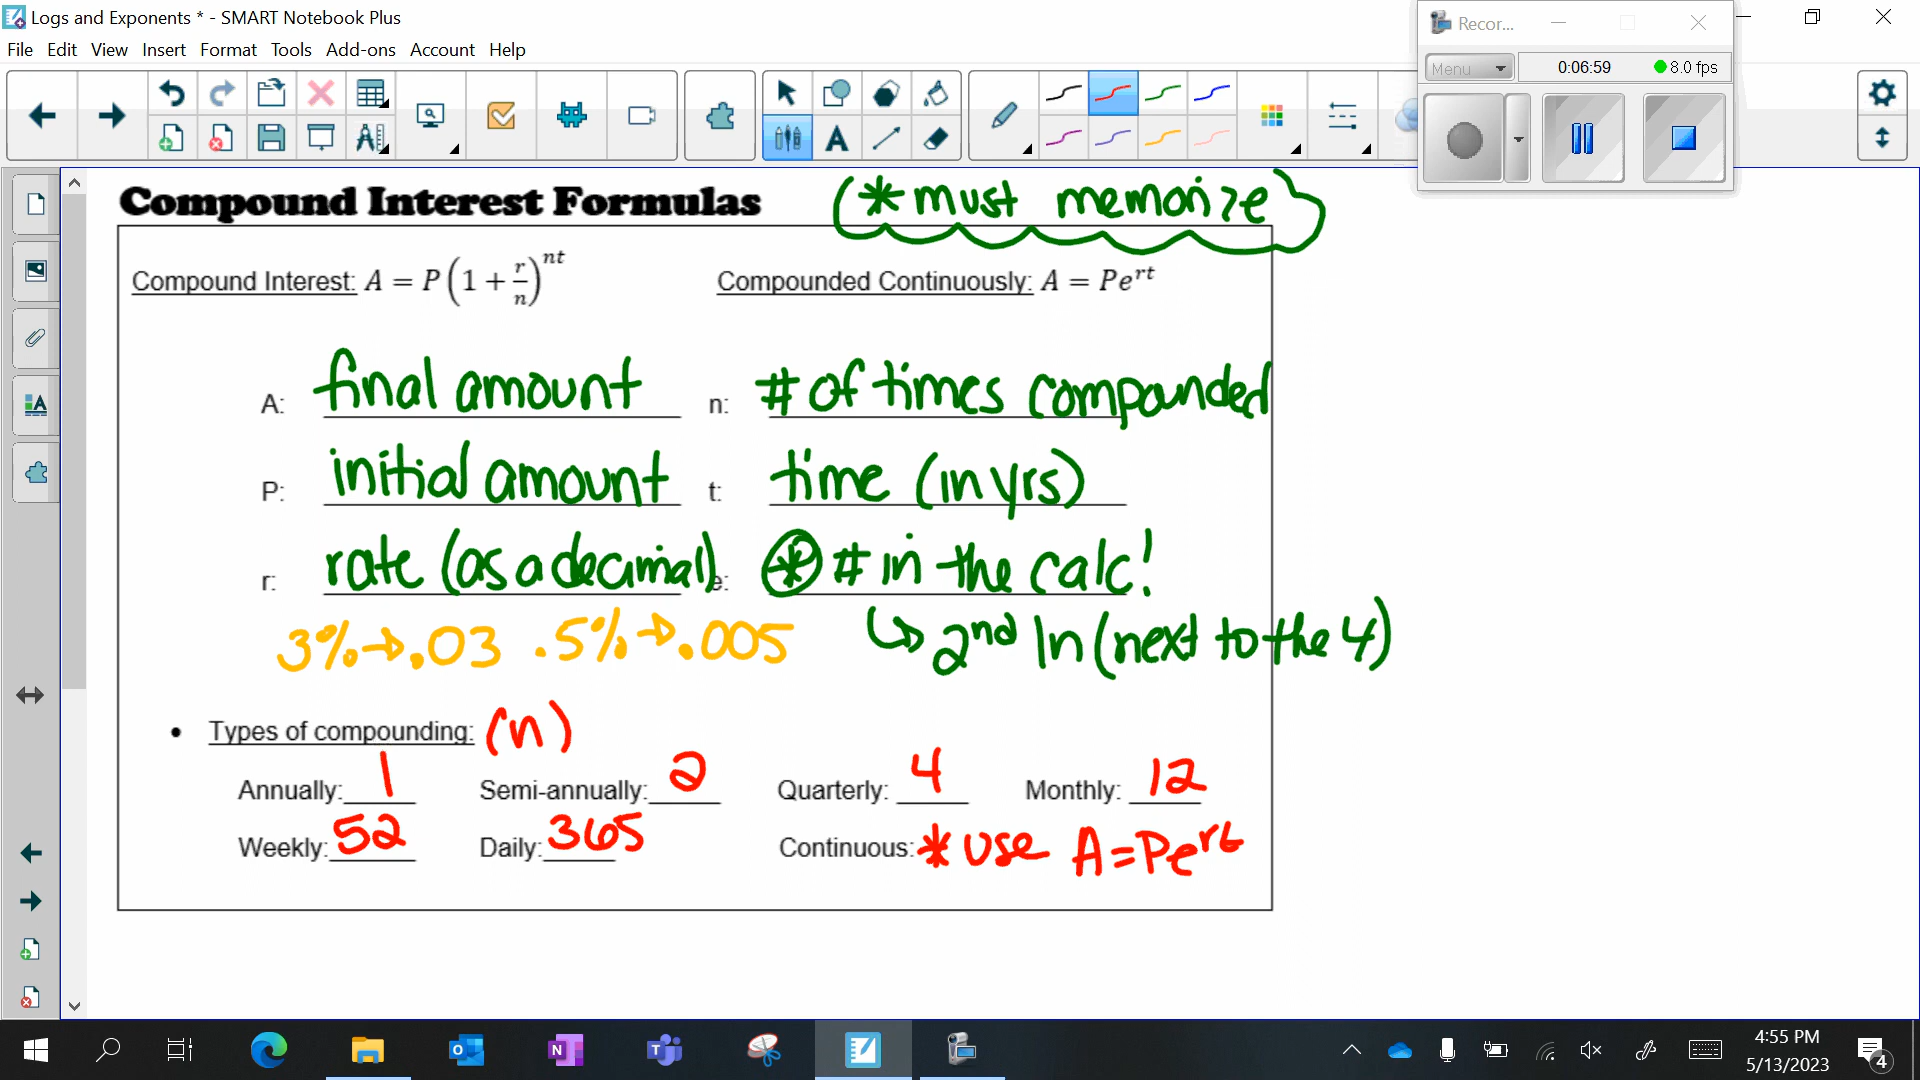 Logs and Exponents * - SMART Notebook Plus
File Edit View Insert Format Tools Add-ons Account Help
Recor...
Menu 0:06:59 8.0 fps
Compound Interest Formulas (*must memorize)
Compound Interest: A = P(1 + r/n)^nt Compounded Continuously: A = Pe^rt
A: final amount n: # of times compounded
P: initial amount t: time (in yrs)
r: rate (as a decimal) e: * # in the calc!
3% → .03 .5% → .005 ↳ 2nd ln (next to the 4)
• Types of compounding: (n)
Annually: 1 Semi-annually: 2 Quarterly: 4 Monthly: 12
Weekly: 52 Daily: 365 Continuous: * use A=Pe^rt
4:55 PM
5/13/2023
4